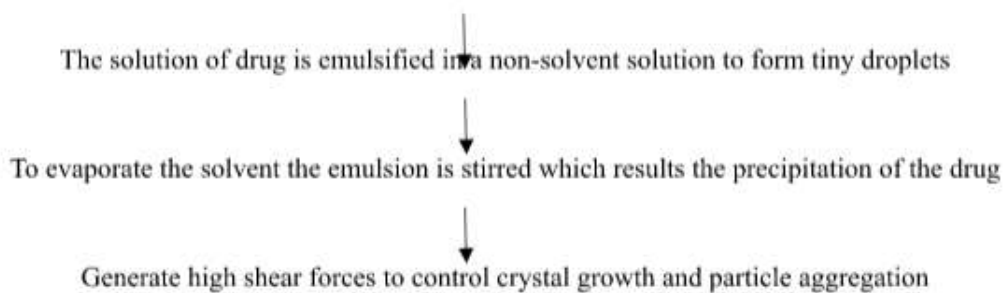 The solution of drug is emulsified in a non-solvent solution to form tiny droplets
To evaporate the solvent the emulsion is stirred which results the precipitation of the drug
Generate high shear forces to control crystal growth and particle aggregation